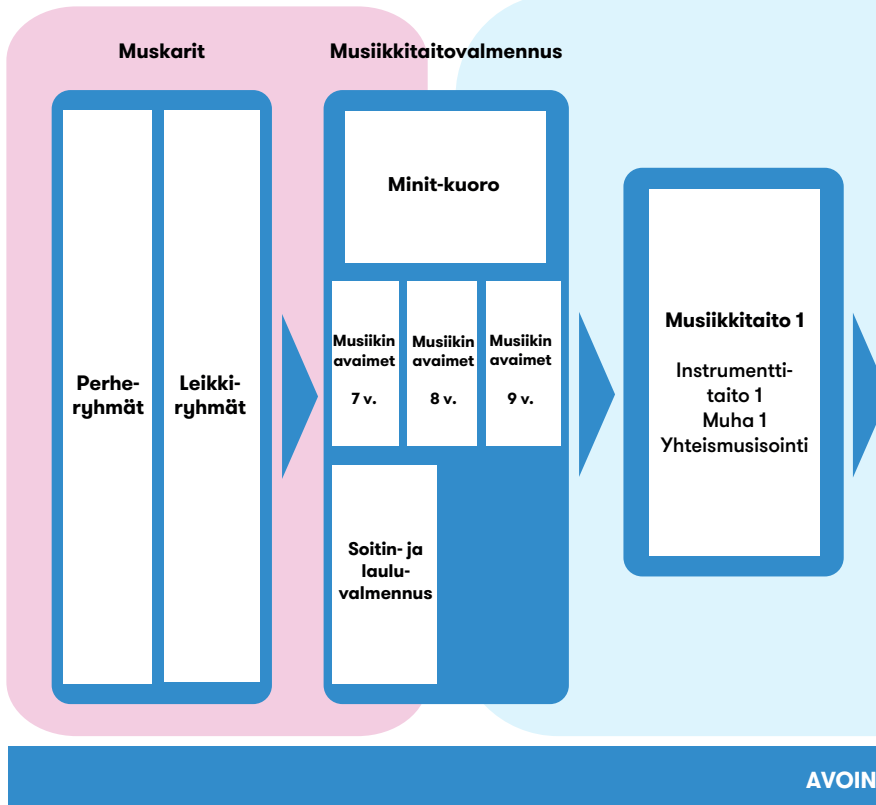 Muskarit
Perhe-
ryhmät
Leikki-
ryhmät
Musiikkitaitovalmennus
Minit-kuoro
Musiikin
avaimet
7 v.
Musiikin
avaimet
8 v.
Musiikin
avaimet
9 v.
Soitin- ja
laulu-
valmennus
Musiikkitaito 1
Instrumentti-
taito 1
Muha 1
Yhteismusisointi
AVOIN